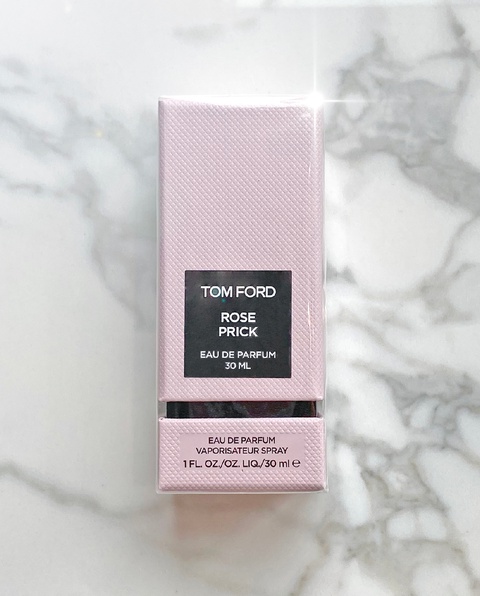 TOM FORD
ROSE
PRICK
EAU DE PARFUM
30 ML
EAU DE PARFUM
VAPORISATEUR SPRAY
1 FL. OZ./OZ. LIQ./30 ml ℮